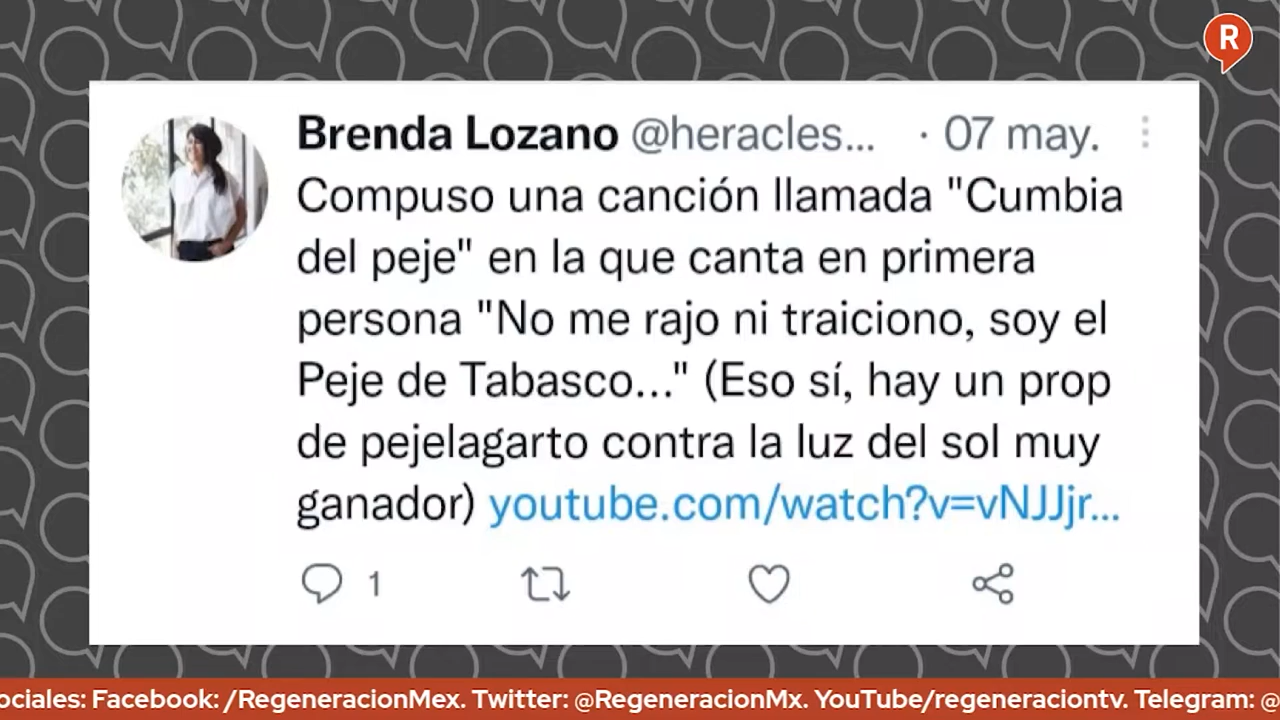 R
Brenda Lozano @heracles... · 07 may.
Compuso una canción llamada "Cumbia
del peje" en la que canta en primera
persona "No me rajo ni traiciono, soy el
Peje de Tabasco..." (Eso sí, hay un prop
de pejelagarto contra la luz del sol muy
ganador) youtube.com/watch?v=vNJJjr...
1
ociales: Facebook: /RegeneracionMex. Twitter: @RegeneracionMx. YouTube/regeneraciontv. Telegram: @